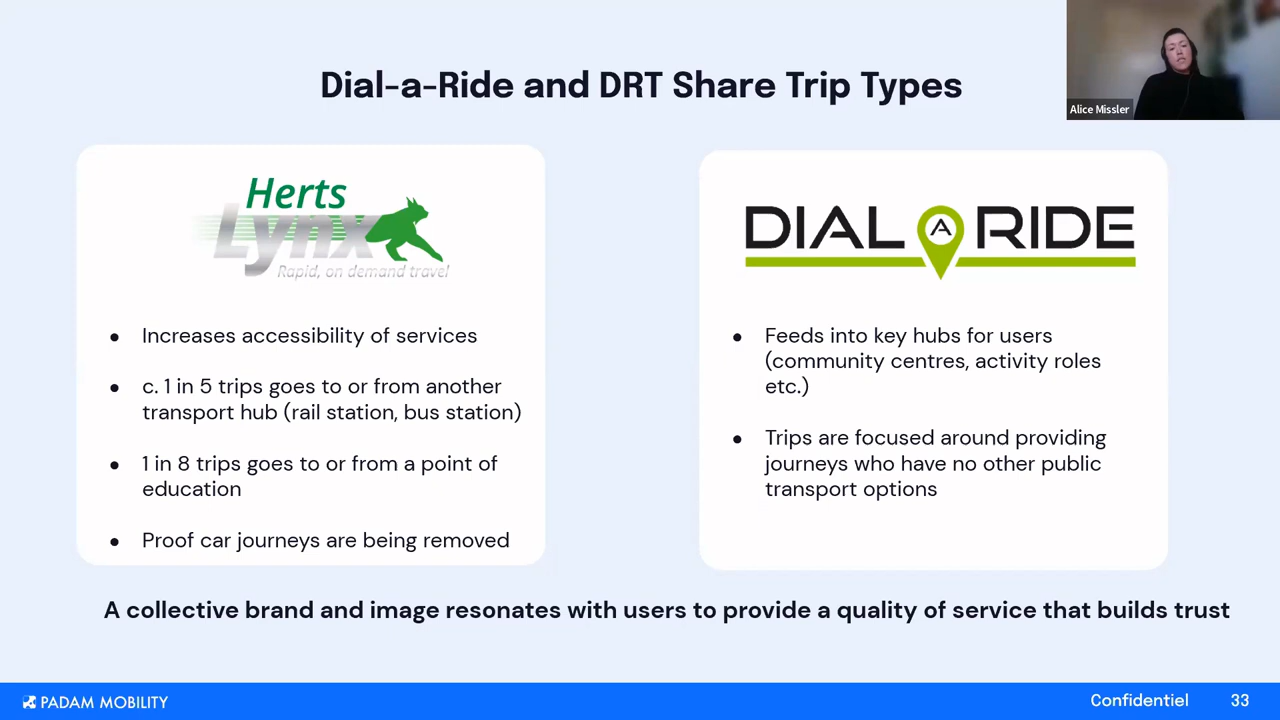 Dial-a-Ride and DRT Share Trip Types
Alice Missler
Herts
Lynx
Rapid, on demand travel
● Increases accessibility of services
● c. 1 in 5 trips goes to or from another
transport hub (rail station, bus station)
● 1 in 8 trips goes to or from a point of
education
● Proof car journeys are being removed
DIAL A RIDE
● Feeds into key hubs for users
(community centres, activity roles
etc.)
● Trips are focused around providing
journeys who have no other public
transport options
A collective brand and image resonates with users to provide a quality of service that builds trust
PADAM MOBILITY
Confidentiel 33